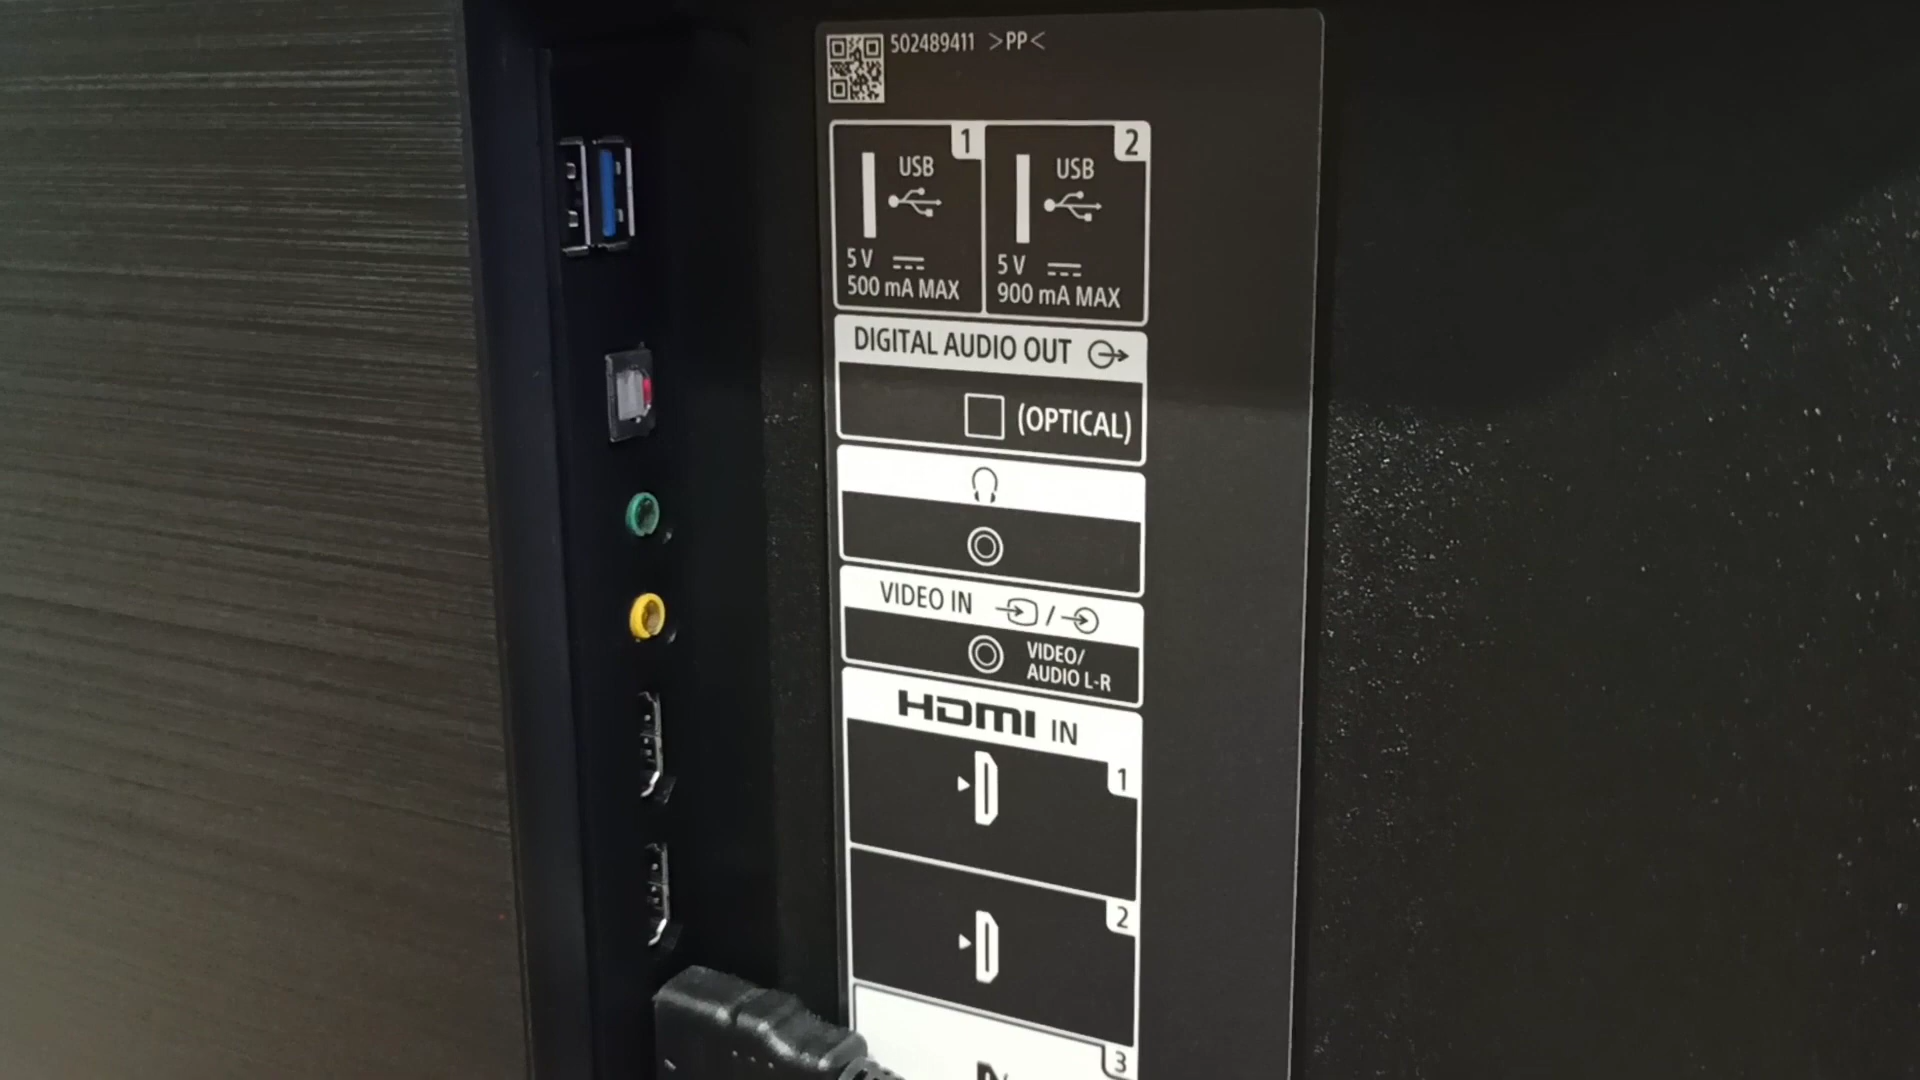 502489411 >PP<
1
USB
5 V
500 mA MAX
2
USB
5 V
900 mA MAX
DIGITAL AUDIO OUT
(OPTICAL)
VIDEO IN /
VIDEO/
AUDIO L-R
HDMI IN
1
2
3